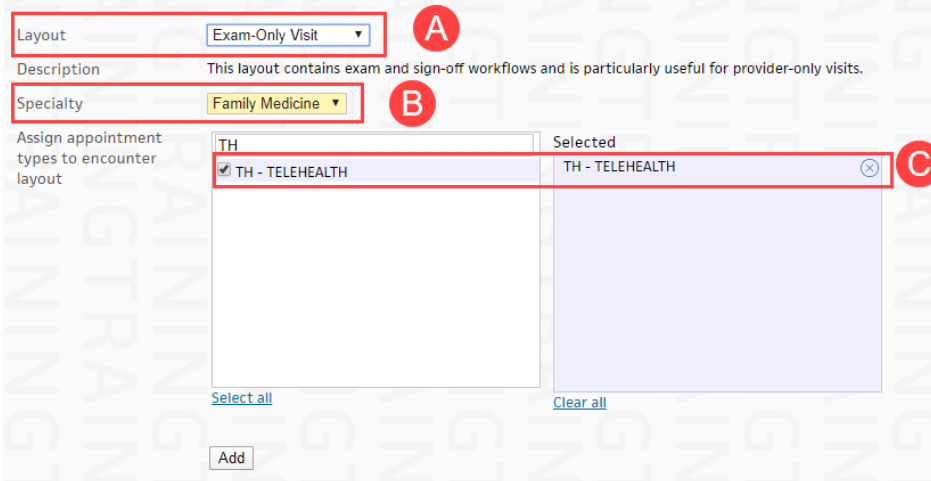 Layout Exam-Only Visit A
Description This layout contains exam and sign-off workflows and is particularly useful for provider-only visits.
Specialty Family Medicine B
Assign appointment
types to encounter
layout
TH
TH - TELEHEALTH
Select all
Selected
TH - TELEHEALTH C
Clear all
Add
TRAINING